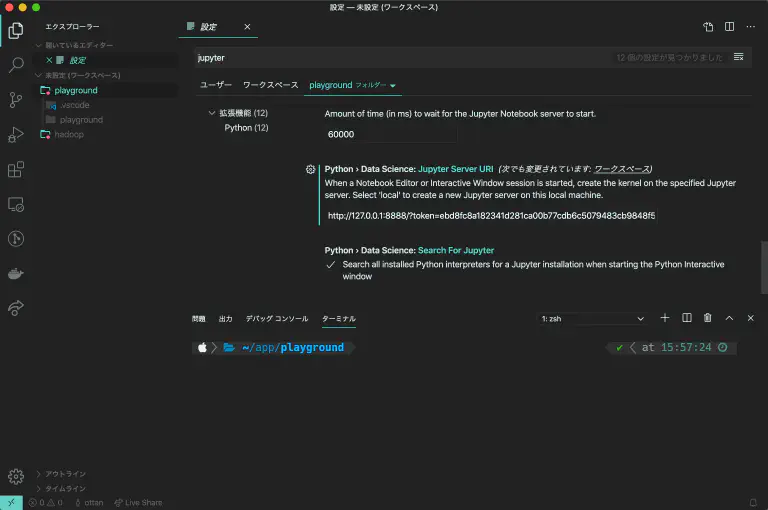 設定 — 未設定 (ワークスペース)
エクスプローラー
開いているエディター
設定
未設定 (ワークスペース)
playground
.vscode
playground
hadoop
アウトライン
タイムライン
設定
jupyter
12 個の設定が見つかりました
ユーザー ワークスペース playground フォルダー
拡張機能 (12)
Python (12)
Amount of time (in ms) to wait for the Jupyter Notebook server to start.
60000
Python › Data Science: Jupyter Server URI (次でも変更されています: ワークスペース)
When a Notebook Editor or Interactive Window session is started, create the kernel on the specified Jupyter
server. Select 'local' to create a new Jupyter server on this local machine.
http://127.0.0.1:8888/?token=ebd8fc8a182341d281ca00b77cdb6c5079483cb9848f5
Python › Data Science: Search For Jupyter
Search all installed Python interpreters for a Jupyter installation when starting the Python Interactive
window
問題 出力 デバッグ コンソール ターミナル 1: zsh
~/app/playground at 15:57:24
0 0 otten Live Share